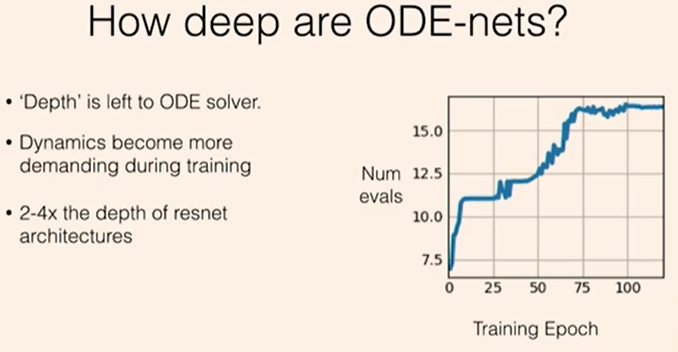 How deep are ODE-nets?
• 'Depth' is left to ODE solver.
• Dynamics become more
demanding during training
• 2-4x the depth of resnet
architectures
Num
evals
15.0
12.5
10.0
7.5
0 25 50 75 100
Training Epoch